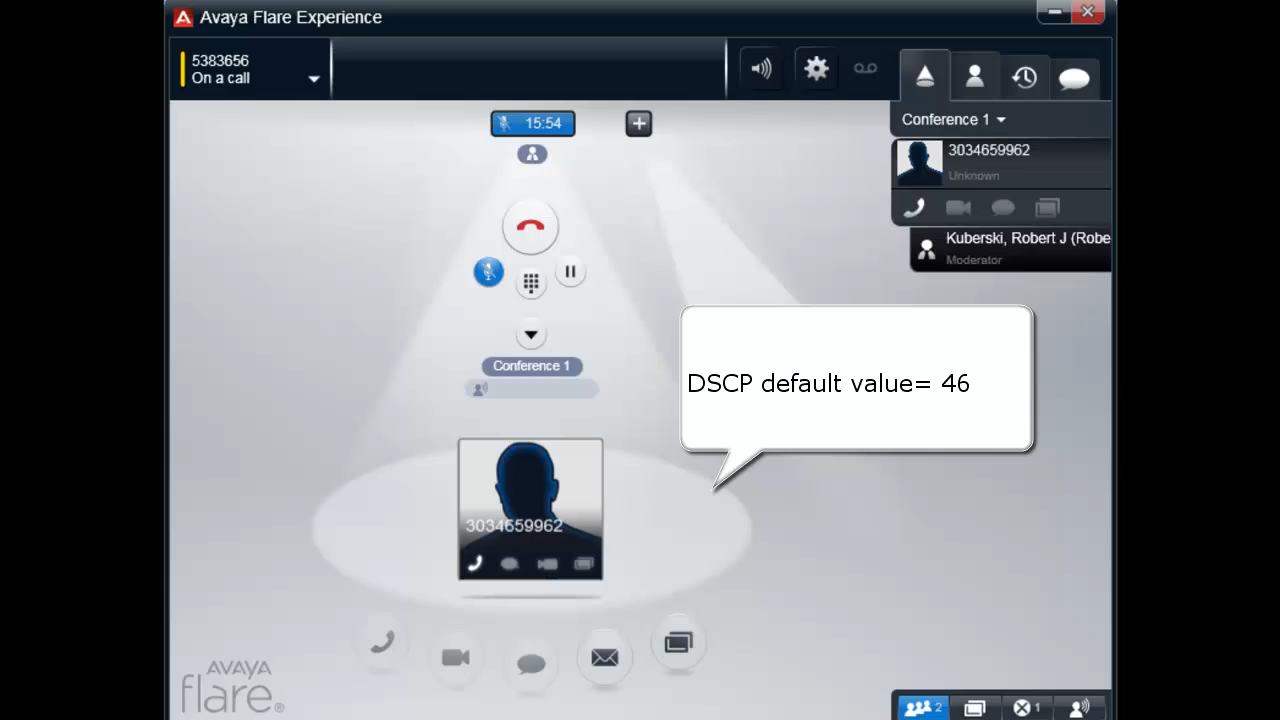 Avaya Flare Experience
5383656
On a call
15:54
Conference 1
3034659962
Unknown
Kuberski, Robert J (Robe
Moderator
DSCP default value= 46
Conference 1
3034659962
AVAYA
flare®
2
1